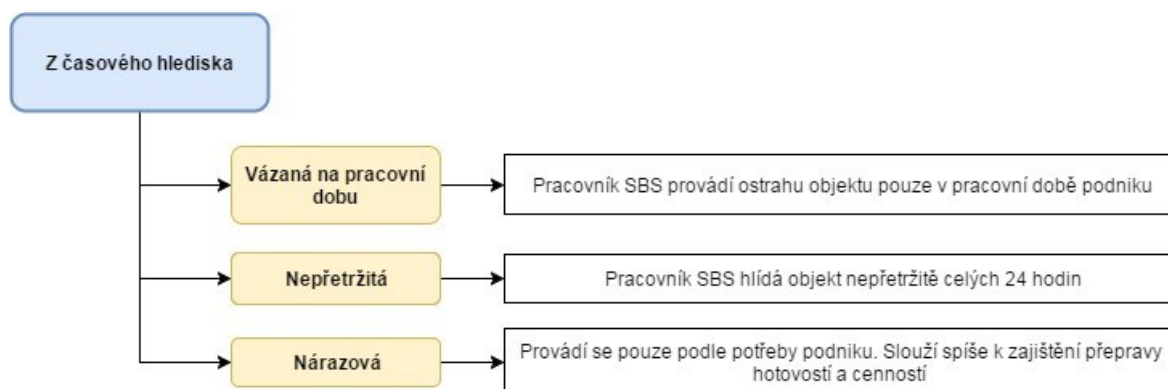 Z časového hlediska
Vázaná na pracovní
dobu
Pracovník SBS provádí ostrahu objektu pouze v pracovní době podniku
Nepřetržitá
Pracovník SBS hlídá objekt nepřetržitě celých 24 hodin
Nárazová
Provádí se pouze podle potřeby podniku. Slouží spíše k zajištění přepravy
hotovostí a cenností